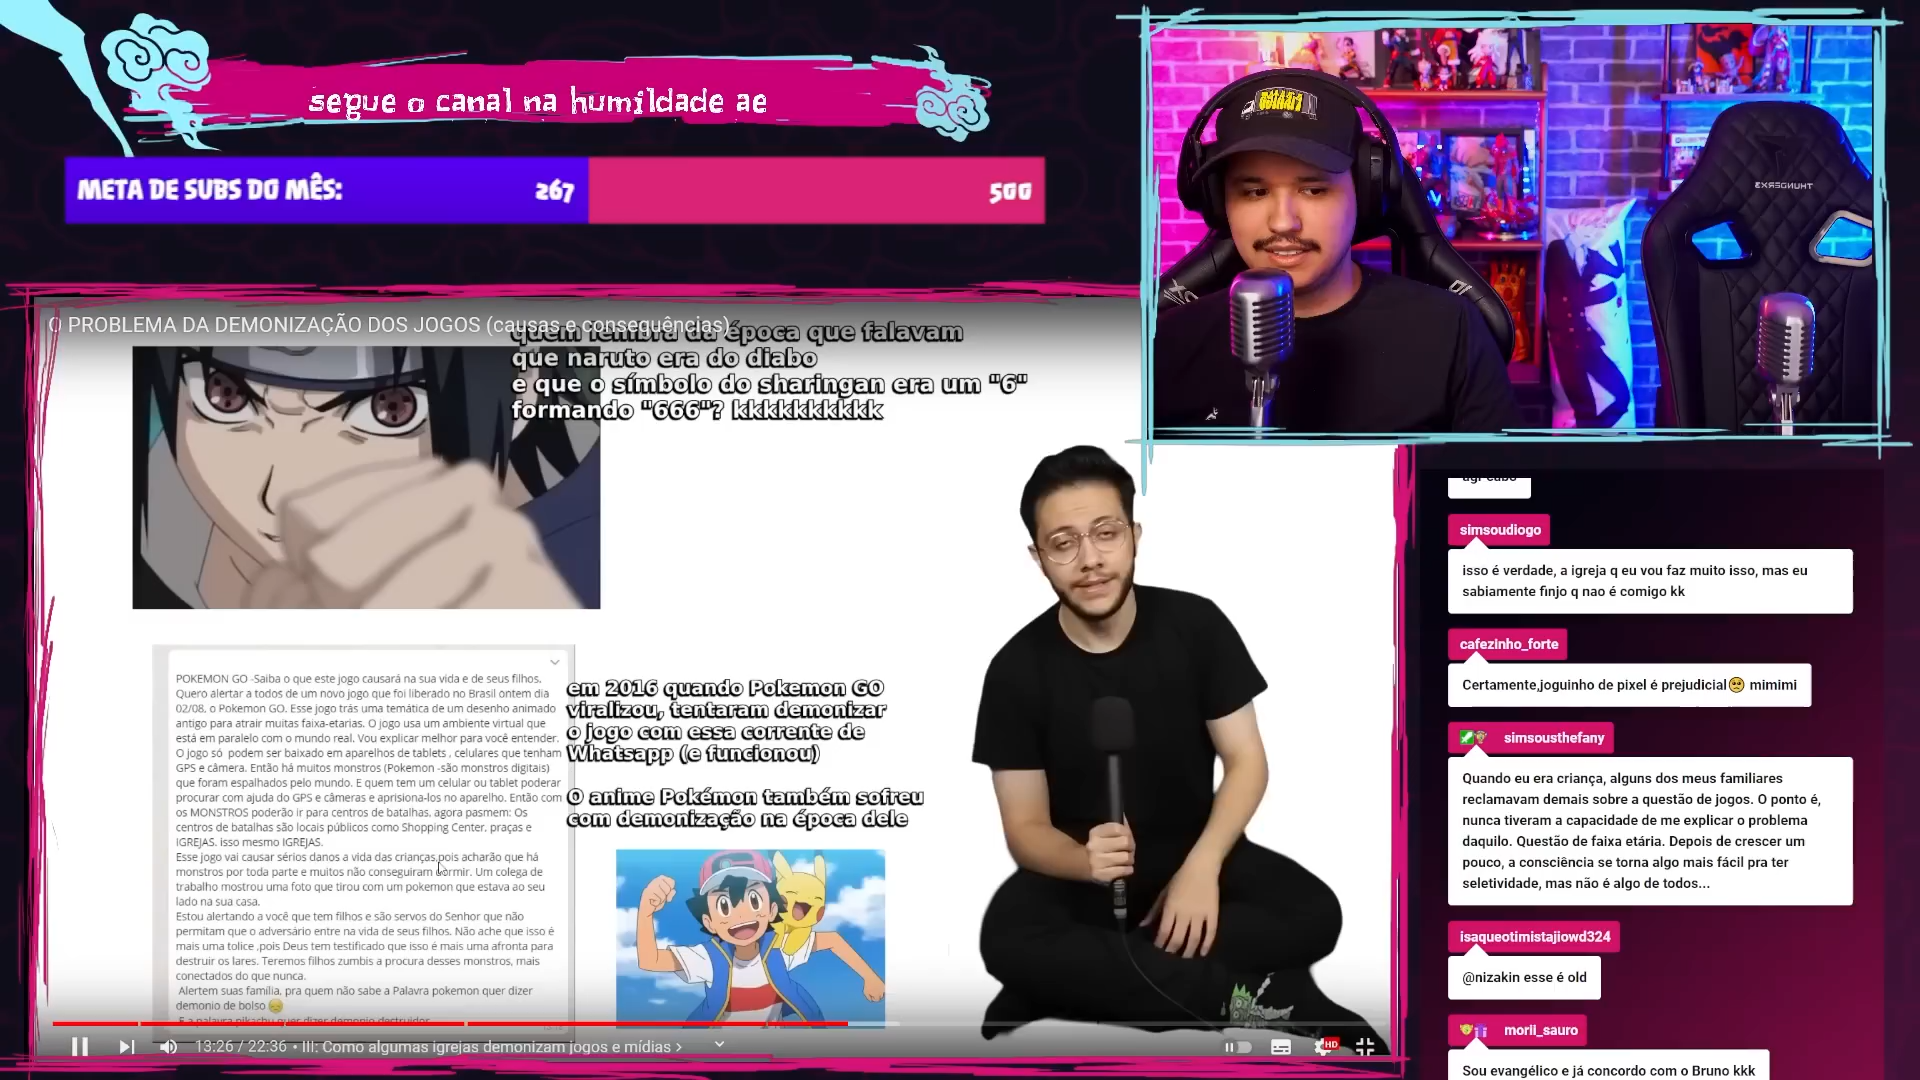 segue o canal na humildade ae
META DE SUBS DO MÊS: 267 500
O PROBLEMA DA DEMONIZAÇÃO DOS JOGOS (causas e consequências)
quem lembra da época que falavam
que naruto era do diabo
e que o símbolo do sharingan era um "6"
formando "666"? kkkkkkkkkkk
POKEMON GO -Saiba o que este jogo causará na sua vida e de seus filhos.
Quero alertar a todos de um novo jogo que foi liberado no Brasil ontem dia
02/08, o Pokemon GO. Esse jogo trás uma temática de um desenho animado
antigo para atrair muitas faixa-etarias. O jogo usa um ambiente virtual que
está em paralelo com o mundo real. Vou explicar melhor para você entender.
O jogo só podem ser baixado em aparelhos de tablets , celulares que tenham
GPS e câmera. Então há muitos monstros (Pokemon -são monstros digitais)
que foram espalhados pelo mundo. E quem tem um celular ou tablet poderar
procurar com ajuda do GPS e câmeras e aprisiona-los no aparelho. Então com
os MONSTROS poderão ir para centros de batalhas, agora pasmem: Os
centros de batalhas são locais públicos como Shopping Center, praças e
IGREJAS. isso mesmo IGREJAS.
Esse jogo vai causar sérios danos a vida das crianças,pois acharão que há
monstros por toda parte e muitos não conseguiram dormir. Um colega de
trabalho mostrou uma foto que tirou com um pokemon que estava ao seu
lado na sua casa.
Estou alertando a você que tem filhos e são servos do Senhor que não
permitam que o adversário entre na vida de seus filhos. Não ache que isso é
mais uma tolice ,pois Deus tem testificado que isso é mais uma afronta para
destruir os lares. Teremos filhos zumbis a procura desses monstros, mais
conectados do que nunca.
Alertem suas família, pra quem não sabe a Palavra pokemon quer dizer
demonio de bolso 😞
E a palavra pikachu quer dizer demonio destruidor
em 2016 quando Pokemon GO
viralizou, tentaram demonizar
o jogo com essa corrente de
Whatsapp (e funcionou)
O anime Pokémon também sofreu
com demonização na época dele
13:26 / 22:36 • III: Como algumas igrejas demonizam jogos e mídias ›
HD
THUNDERX3
simsoudiogo
isso é verdade, a igreja q eu vou faz muito isso, mas eu
sabiamente finjo q nao é comigo kk
cafezinho_forte
Certamente,joguinho de pixel é prejudicial🥺 mimimi
simsousthefany
Quando eu era criança, alguns dos meus familiares
reclamavam demais sobre a questão de jogos. O ponto é,
nunca tiveram a capacidade de me explicar o problema
daquilo. Questão de faixa etária. Depois de crescer um
pouco, a consciência se torna algo mais fácil pra ter
seletividade, mas não é algo de todos...
isaqueotimistajiowd324
@nizakin esse é old
morii_sauro
Sou evangélico e já concordo com o Bruno kkk